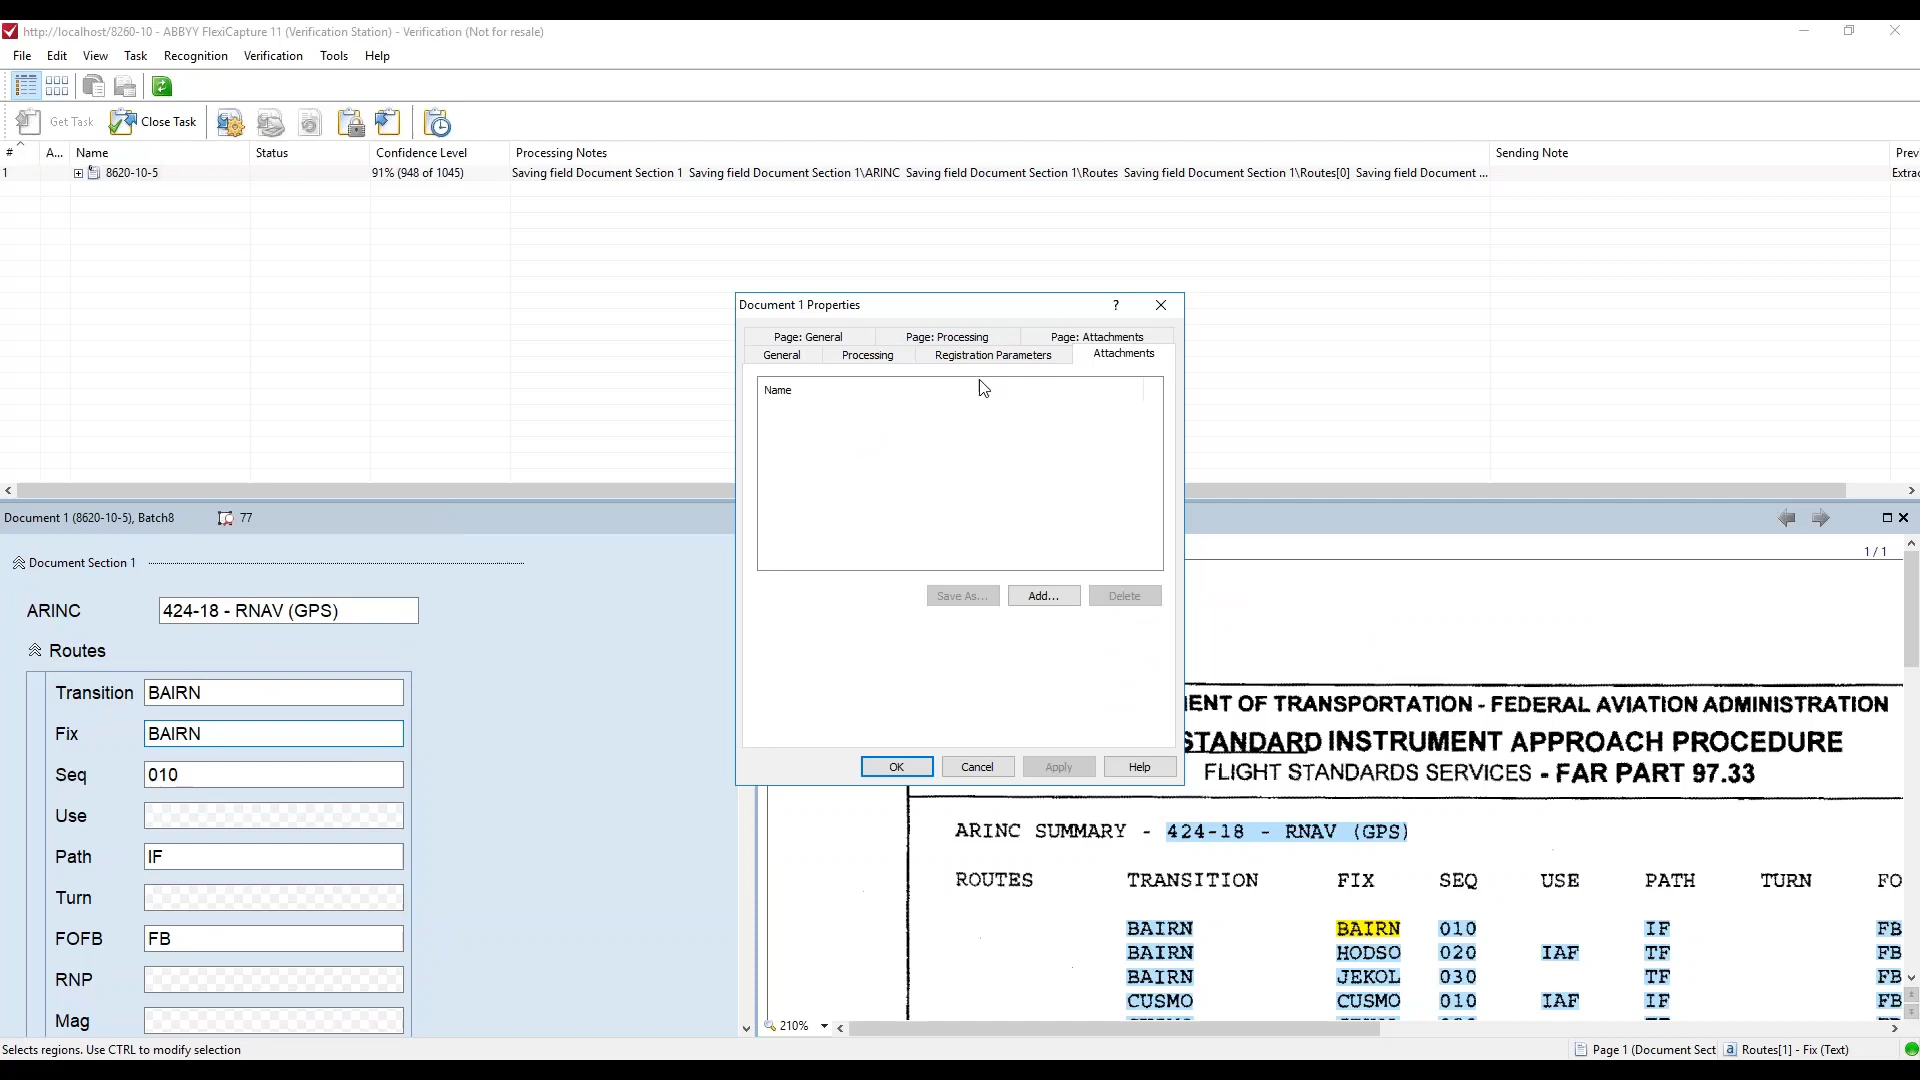 http://localhost/8260-10 - ABBYY FlexiCapture 11 (Verification Station) - Verification (Not for resale)
File Edit View Task Recognition Verification Tools Help
Get Task Close Task
# A... Name Status Confidence Level Processing Notes Sending Note Previ
1 8620-10-5 91% (948 of 1045) Saving field Document Section 1 Saving field Document Section 1\ARINC Saving field Document Section 1\Routes Saving field Document Section 1\Routes[0] Saving field Document ... Extrac
Document 1 Properties ?
Page: General Page: Processing Page: Attachments
General Processing Registration Parameters Attachments
Name
Save As... Add... Delete
OK Cancel Apply Help
Document 1 (8620-10-5), Batch8 77
Document Section 1
ARINC 424-18 - RNAV (GPS)
Routes
Transition BAIRN
Fix BAIRN
Seq 010
Use
Path IF
Turn
FOFB FB
RNP
Mag
1 / 1
ENT OF TRANSPORTATION - FEDERAL AVIATION ADMINISTRATION
STANDARD INSTRUMENT APPROACH PROCEDURE
FLIGHT STANDARDS SERVICES - FAR PART 97.33
ARINC SUMMARY - 424-18 - RNAV (GPS)
ROUTES TRANSITION FIX SEQ USE PATH TURN FO
BAIRN BAIRN 010 IF FB
BAIRN HODSO 020 IAF TF FB
BAIRN JEKOL 030 TF FB
CUSMO CUSMO 010 IAF IF FB
210%
Selects regions. Use CTRL to modify selection
Page 1 (Document Sect a Routes[1] - Fix (Text)